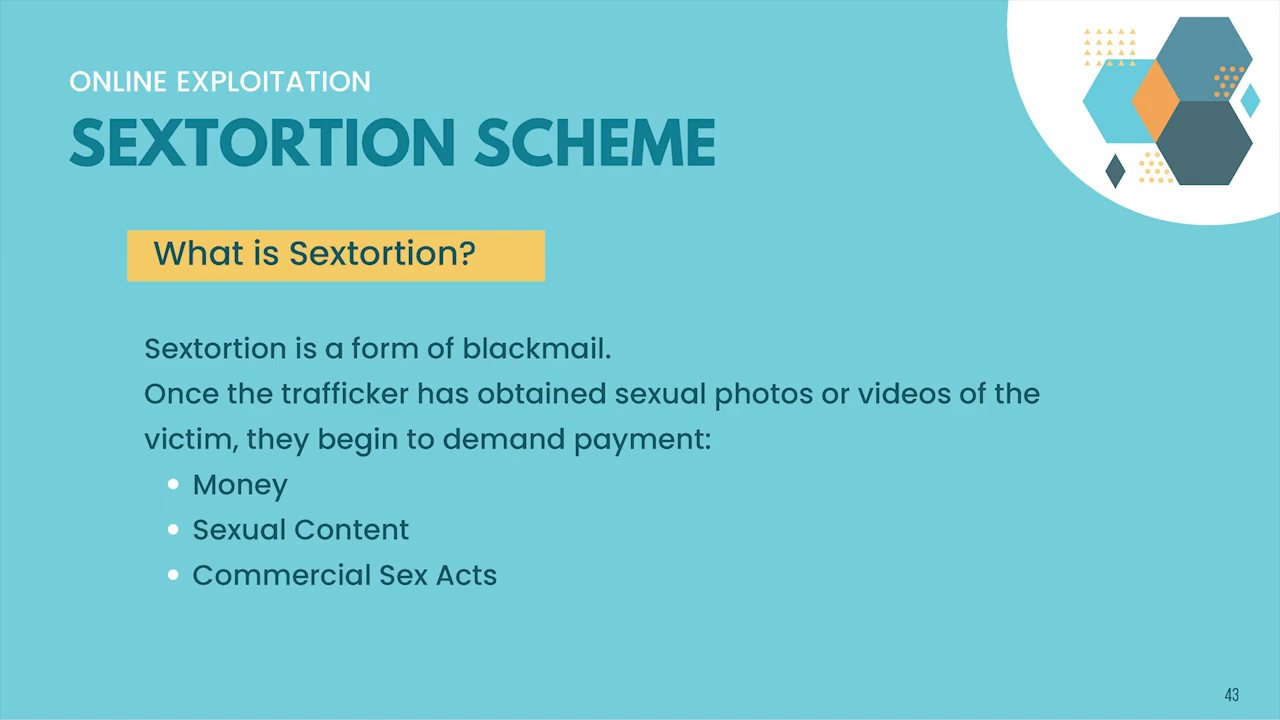 ONLINE EXPLOITATION
SEXTORTION SCHEME
What is Sextortion?
Sextortion is a form of blackmail.
Once the trafficker has obtained sexual photos or videos of the
victim, they begin to demand payment:
• Money
• Sexual Content
• Commercial Sex Acts
43